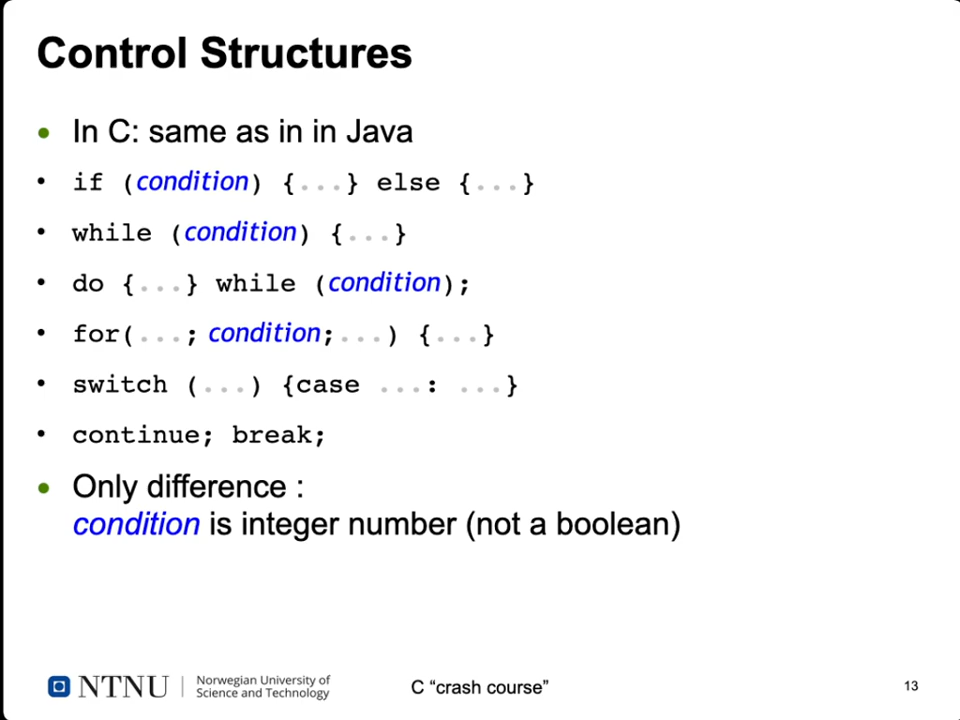 Control Structures
• In C: same as in in Java
• if (condition) {...} else {...}
• while (condition) {...}
• do {...} while (condition);
• for(...; condition;...) {...}
• switch (...) {case ...: ...}
• continue; break;
• Only difference :
condition is integer number (not a boolean)
NTNU
Norwegian University of
Science and Technology
C “crash course”
13